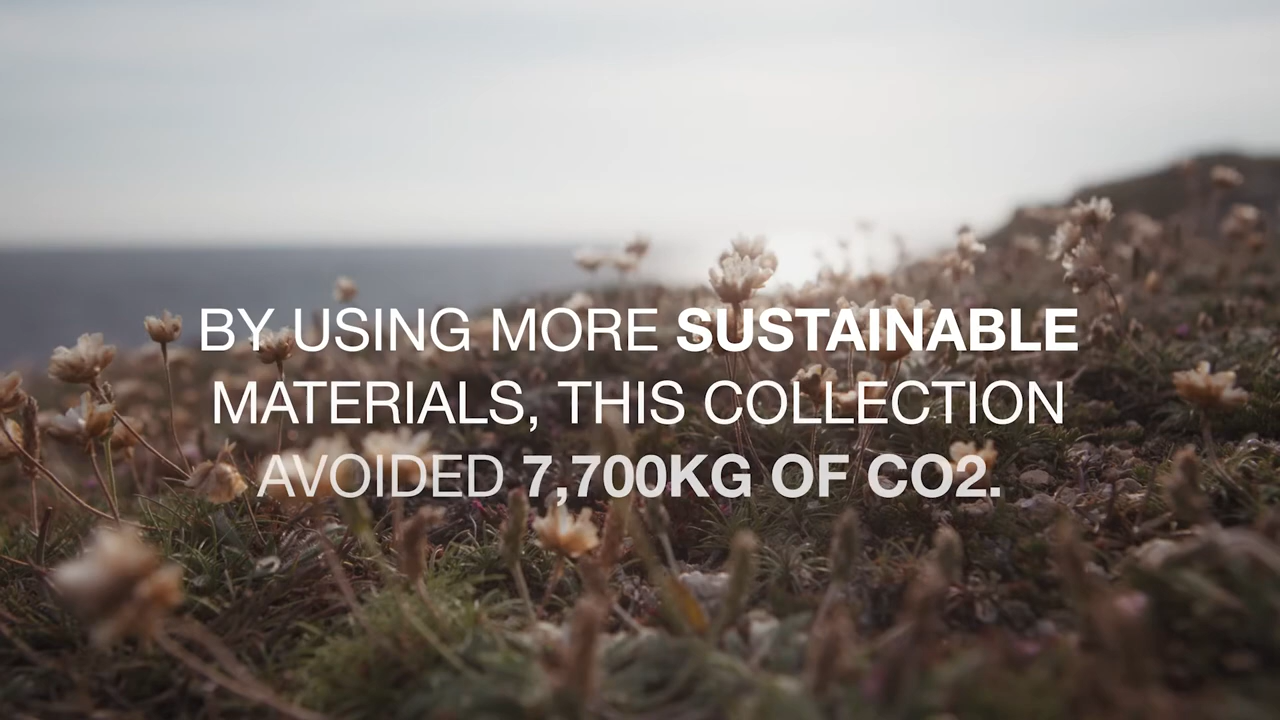 BY USING MORE SUSTAINABLE
MATERIALS, THIS COLLECTION
AVOIDED 7,700KG OF CO2.